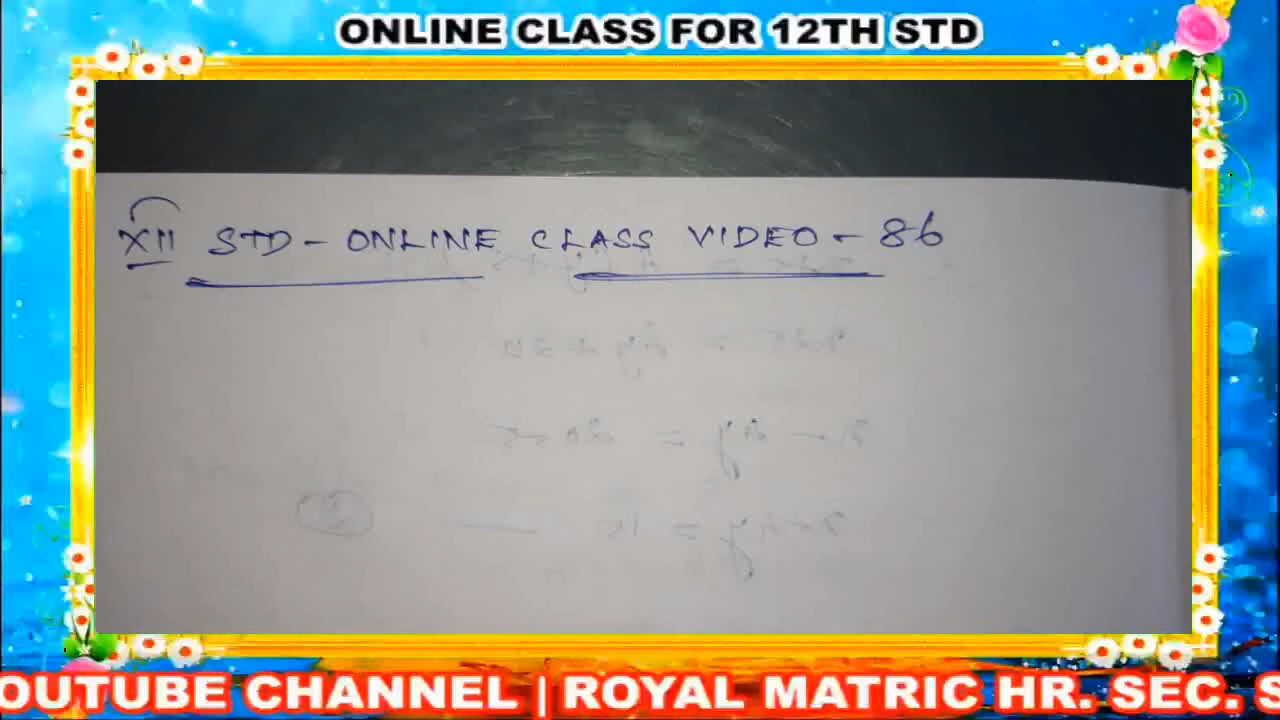 ONLINE CLASS FOR 12TH STD
XII STD - ONLINE CLASS VIDEO - 86
OUTUBE CHANNEL | ROYAL MATRIC HR. SEC. S